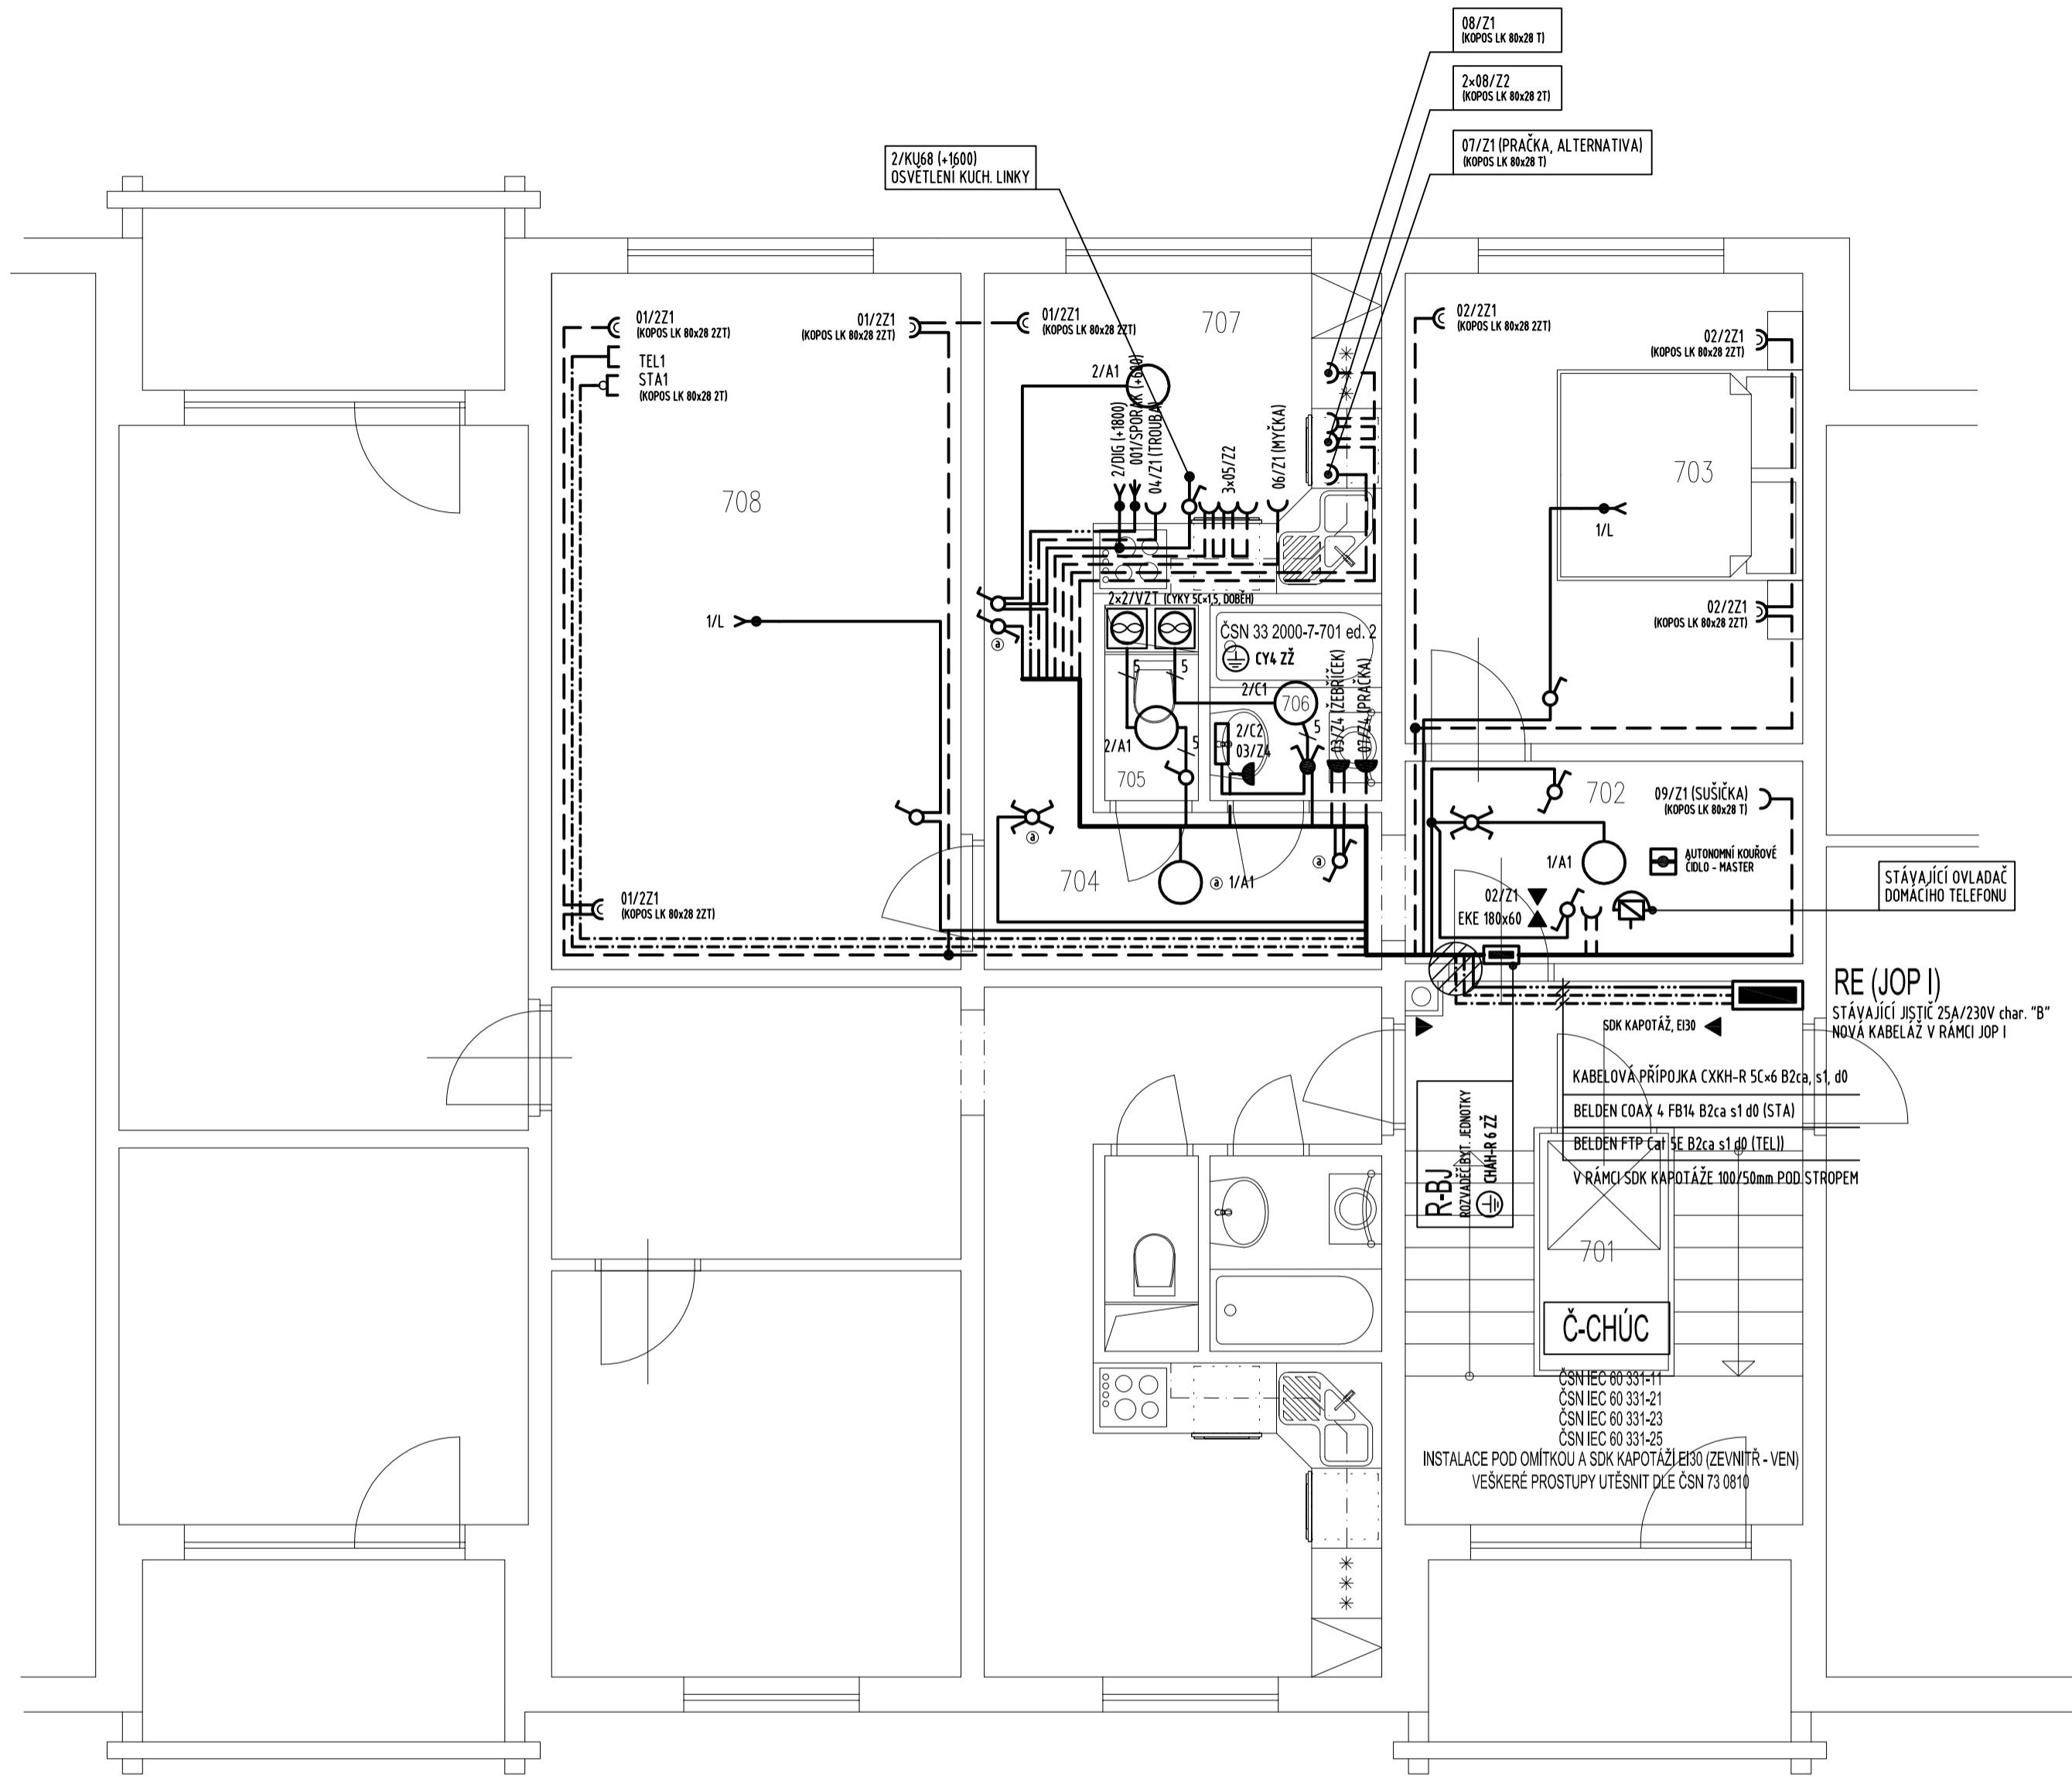 08/Z1
(KOPOS LK 80x28 T)
2×08/Z2
(KOPOS LK 80x28 2T)
07/Z1 (PRAČKA, ALTERNATIVA)
(KOPOS LK 80x28 T)
2/KU68 (+1600)
OSVĚTLENÍ KUCH. LINKY
01/2Z1
(KOPOS LK 80x28 2ZT)
TEL1
STA1
(KOPOS LK 80x28 2T)
01/2Z1
(KOPOS LK 80x28 2ZT)
01/2Z1
(KOPOS LK 80x28 2ZT)
707
02/2Z1
(KOPOS LK 80x28 2ZT)
02/2Z1
(KOPOS LK 80x28 2ZT)
2/A1
2/DIG (+1800)
001/SPORÁK (+600)
04/Z1 (TROUBA)
3×05/Z2
06/Z1 (MYČKA)
708
703
1/L
1/L
2×2/VZT (CYKY 5C×1,5, DOBĚH)
ČSN 33 2000-7-701 ed. 2
CY4 ZŽ
02/2Z1
(KOPOS LK 80x28 2ZT)
a
5
5
2/C1
706
5
03/Z4 (ŽEBŘÍČEK)
07/Z4 (PRAČKA)
2/A1
5
2/C2
03/Z4
705
702
09/Z1 (SUŠIČKA)
(KOPOS LK 80x28 T)
a
a
704
a 1/A1
1/A1
AUTONOMNÍ KOUŘOVÉ
ČIDLO - MASTER
02/Z1
EKE 180x60
STÁVAJÍCÍ OVLADAČ
DOMÁCÍHO TELEFONU
01/2Z1
(KOPOS LK 80x28 2ZT)
RE (JOP I)
STÁVAJÍCÍ JISTIČ 25A/230V char. "B"
NOVÁ KABELÁŽ V RÁMCI JOP I
SDK KAPOTÁŽ, EI30
KABELOVÁ PŘÍPOJKA CXKH-R 5C×6 B2ca, s1, d0
BELDEN COAX 4 FB14 B2ca s1 d0 (STA)
BELDEN FTP Cat 5E B2ca s1 d0 (TEL))
V RÁMCI SDK KAPOTÁŽE 100/50mm POD STROPEM
R-BJ
ROZVADĚČ BYT. JEDNOTKY
CHAH-R 6 ZŽ
701
Č-CHÚC
ČSN IEC 60 331-11
ČSN IEC 60 331-21
ČSN IEC 60 331-23
ČSN IEC 60 331-25
INSTALACE POD OMÍTKOU A SDK KAPOTÁŽÍ EI30 (ZEVNITŘ - VEN)
VEŠKERÉ PROSTUPY UTĚSNIT DLE ČSN 73 0810